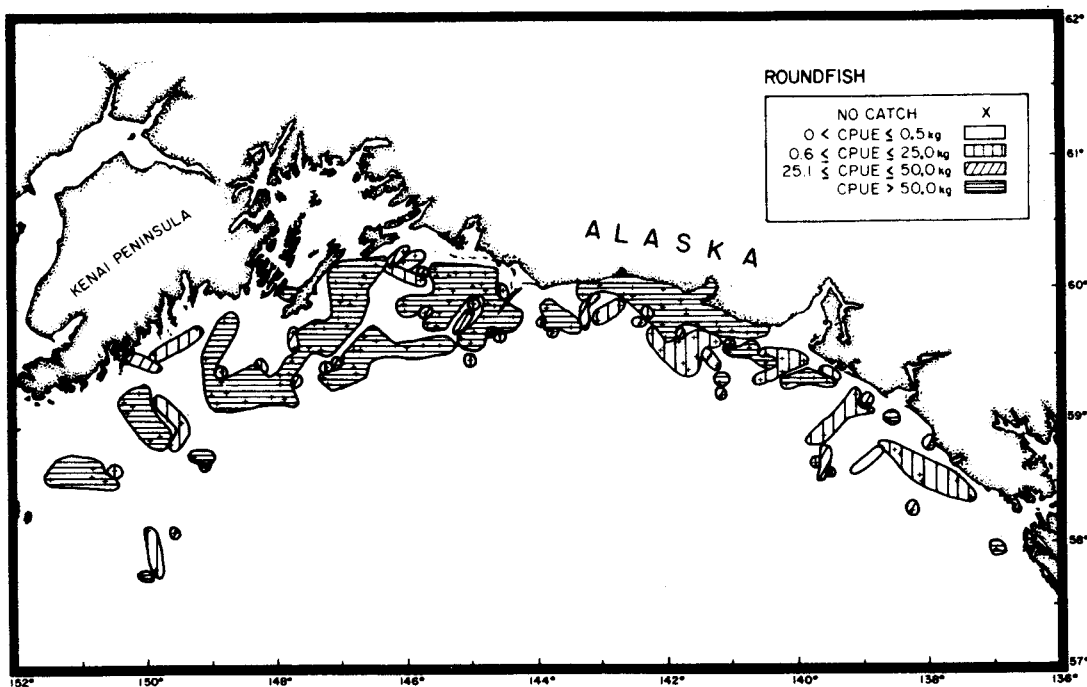 62°
ROUNDFISH
NO CATCH X
0 < CPUE ≤ 0.5 kg
0.6 ≤ CPUE ≤ 25.0 kg
25.1 ≤ CPUE ≤ 50.0 kg
CPUE > 50.0 kg
61°
KENAI PENINSULA
ALASKA
60°
59°
58°
57°
152° 150° 148° 146° 144° 142° 140° 138° 136°